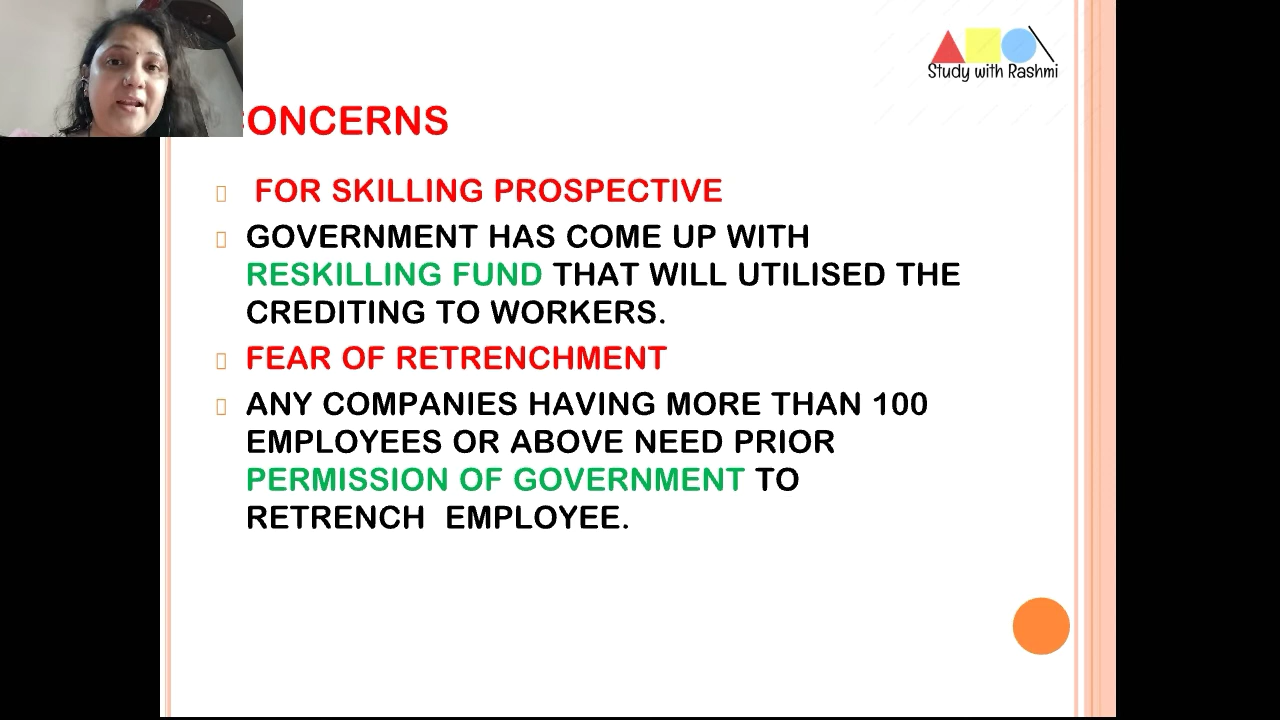 Study with Rashmi
ONCERNS
FOR SKILLING PROSPECTIVE
GOVERNMENT HAS COME UP WITH
RESKILLING FUND THAT WILL UTILISED THE
CREDITING TO WORKERS.
FEAR OF RETRENCHMENT
ANY COMPANIES HAVING MORE THAN 100
EMPLOYEES OR ABOVE NEED PRIOR
PERMISSION OF GOVERNMENT TO
RETRENCH EMPLOYEE.